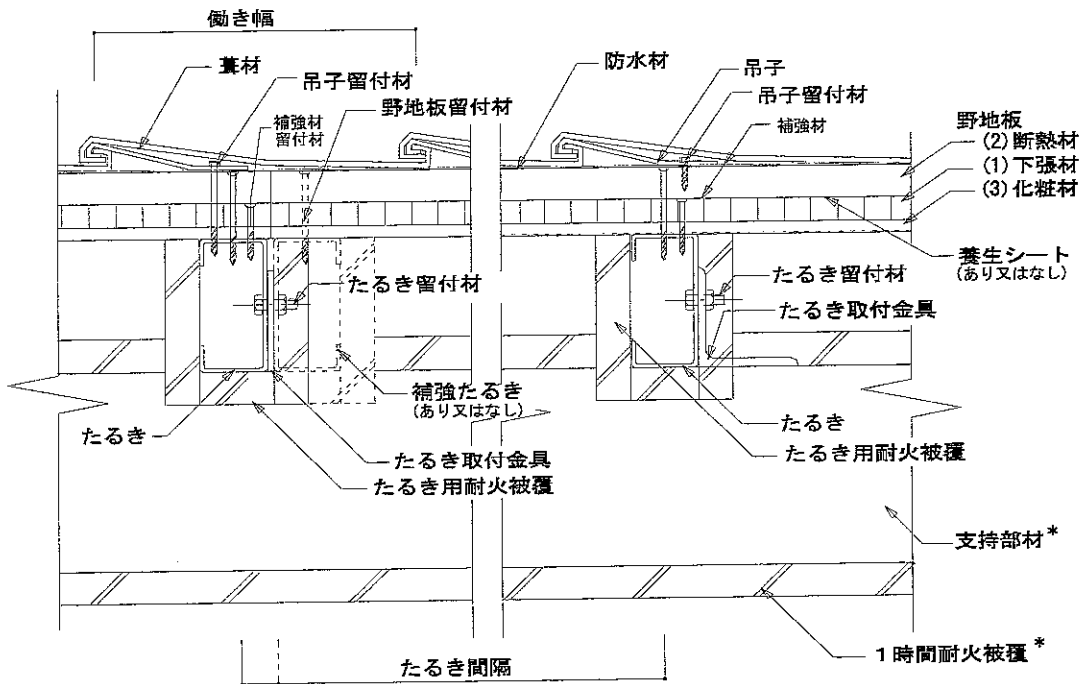 働き幅
葺材
吊子留付材
補強材
留付材
野地板留付材
防水材
吊子
吊子留付材
補強材
野地板
(2) 断熱材
(1) 下張材
(3) 化粧材
養生シート
(あり又はなし)
たるき留付材
たるき留付材
たるき取付金具
補強たるき
(あり又はなし)
たるき
たるき取付金具
たるき用耐火被覆
たるき
たるき用耐火被覆
支持部材*
1時間耐火被覆*
たるき間隔